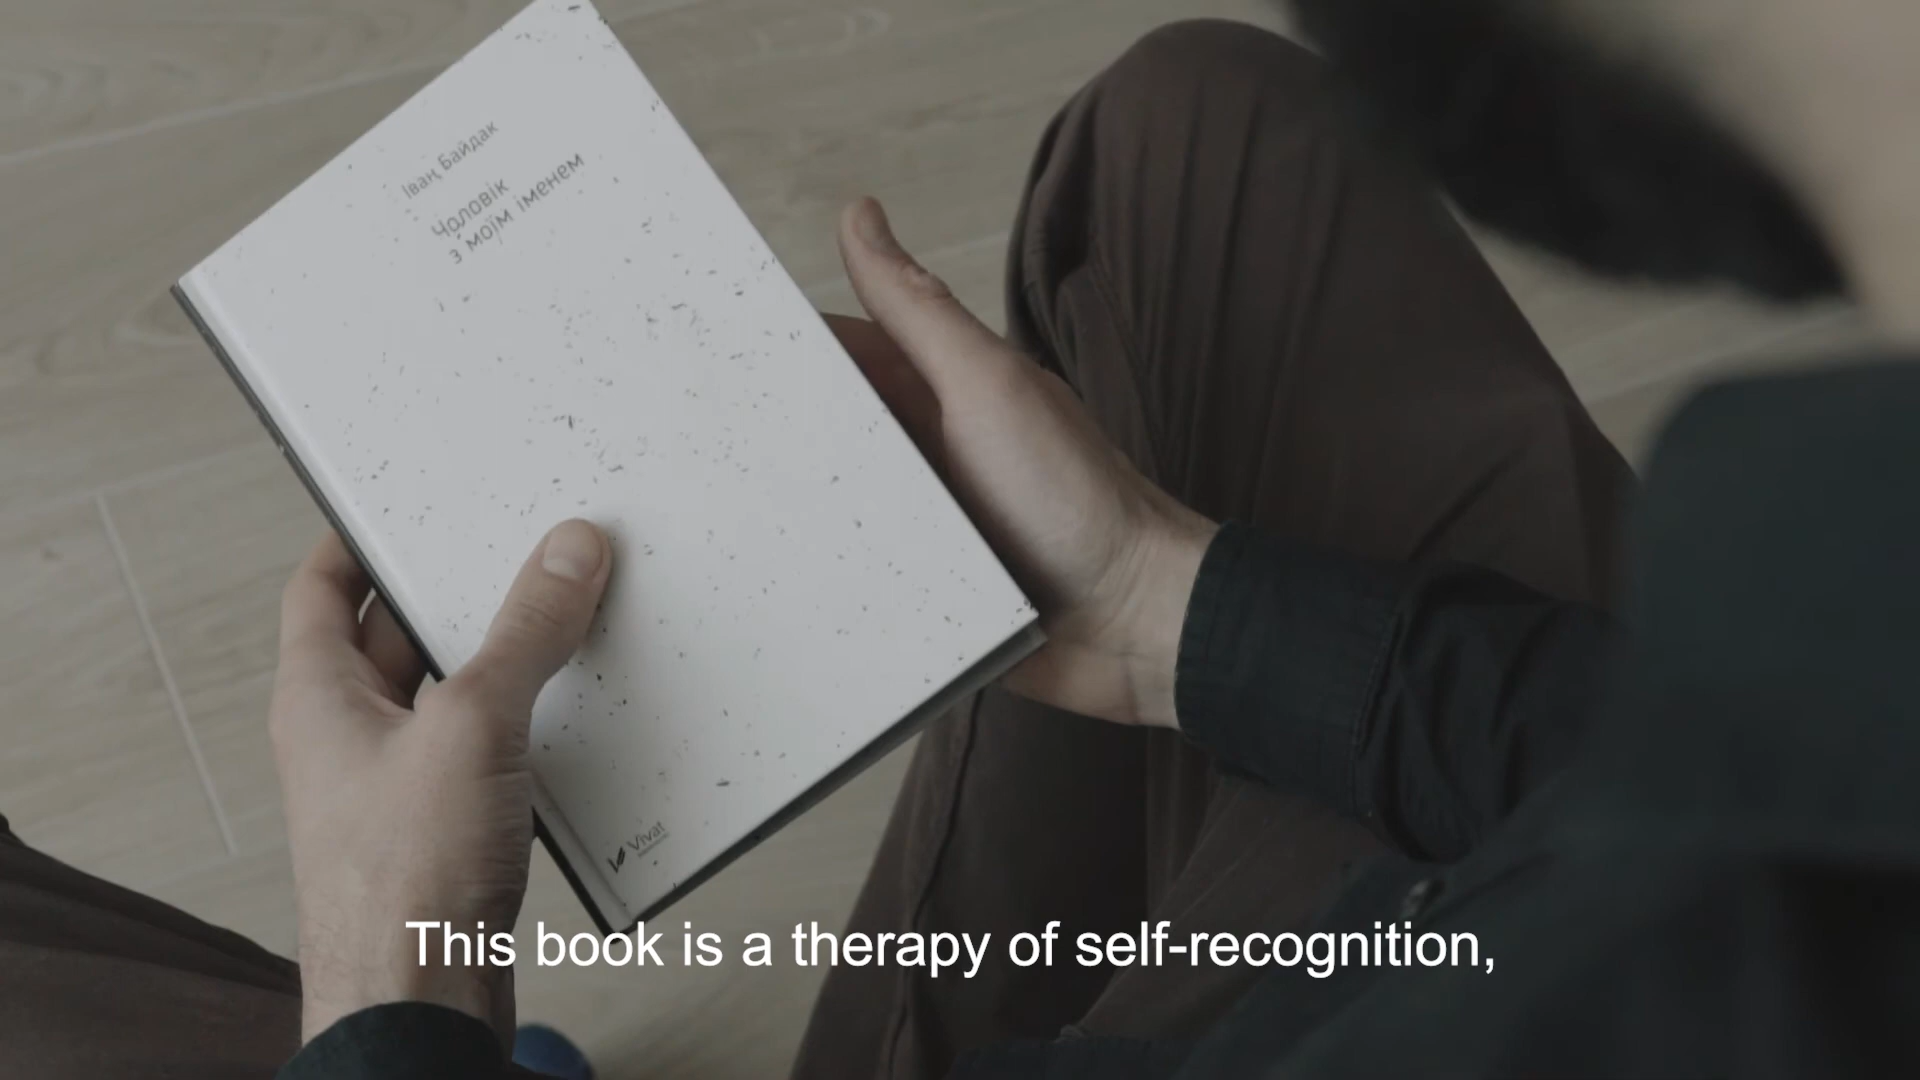 Іван Байдак
Чоловік
з моїм іменем
Vivat
This book is a therapy of self-recognition,